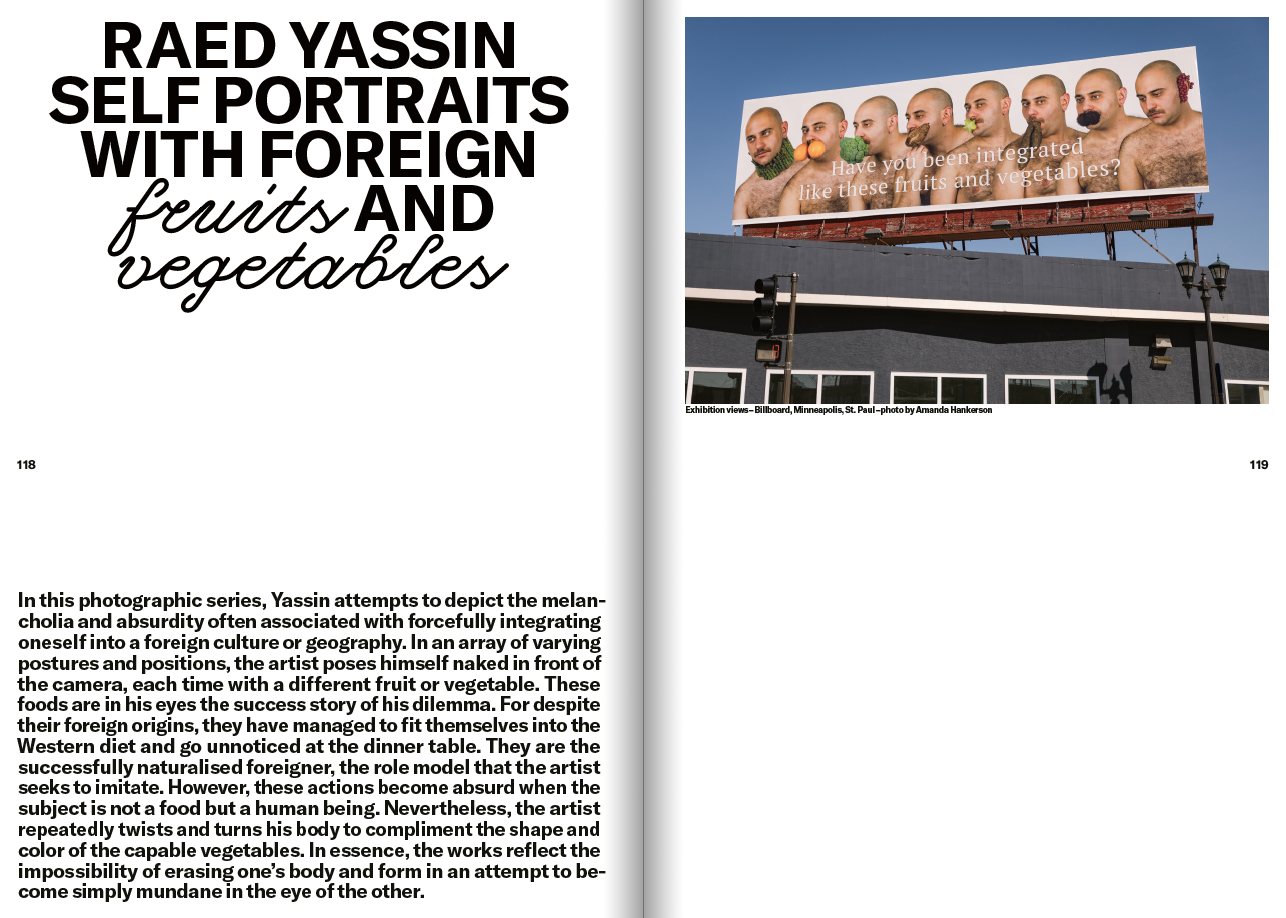 RAED YASSIN
SELF PORTRAITS
WITH FOREIGN
fruits AND
vegetables
118
In this photographic series, Yassin attempts to depict the melan-
cholia and absurdity often associated with forcefully integrating
oneself into a foreign culture or geography. In an array of varying
postures and positions, the artist poses himself naked in front of
the camera, each time with a different fruit or vegetable. These
foods are in his eyes the success story of his dilemma. For despite
their foreign origins, they have managed to fit themselves into the
Western diet and go unnoticed at the dinner table. They are the
successfully naturalised foreigner, the role model that the artist
seeks to imitate. However, these actions become absurd when the
subject is not a food but a human being. Nevertheless, the artist
repeatedly twists and turns his body to compliment the shape and
color of the capable vegetables. In essence, the works reflect the
impossibility of erasing one's body and form in an attempt to be-
come simply mundane in the eye of the other.
Have you been integrated
like these fruits and vegetables?
Exhibition views – Billboard, Minneapolis, St. Paul – photo by Amanda Hankerson
119